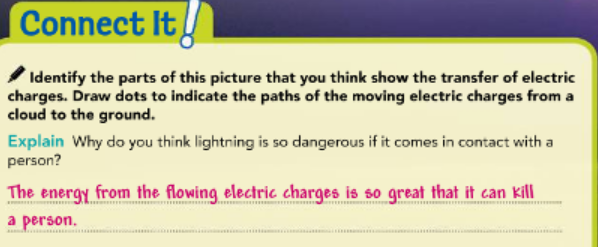 Connect It!
Identify the parts of this picture that you think show the transfer of electric
charges. Draw dots to indicate the paths of the moving electric charges from a
cloud to the ground.
Explain Why do you think lightning is so dangerous if it comes in contact with a
person?
The energy from the flowing electric charges is so great that it can kill
a person.